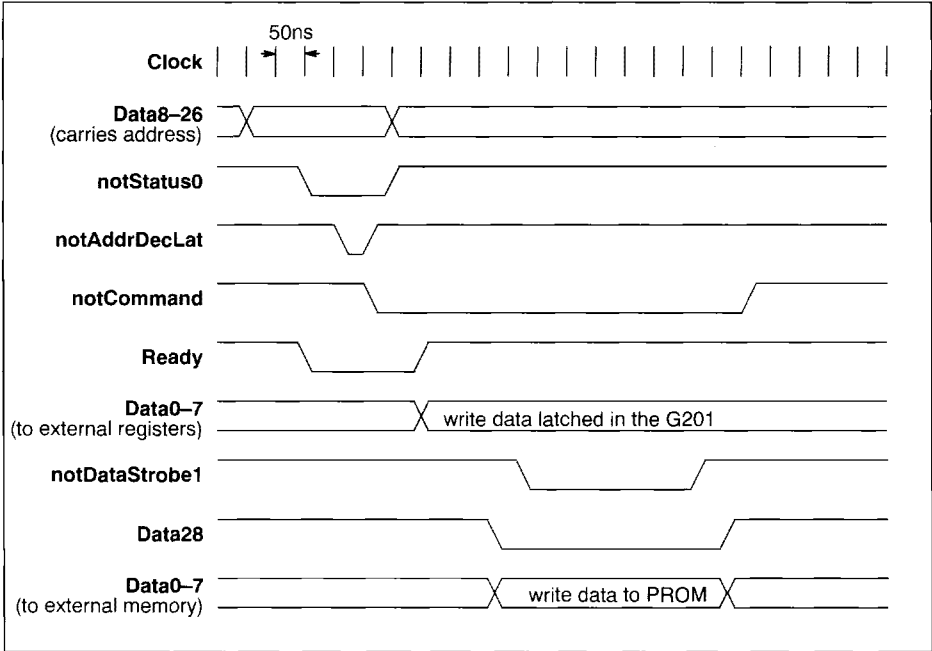 50ns
Clock
Data8–26
(carries address)
notStatus0
notAddrDecLat
notCommand
Ready
Data0–7
(to external registers)
write data latched in the G201
notDataStrobe1
Data28
Data0–7
(to external memory)
write data to PROM